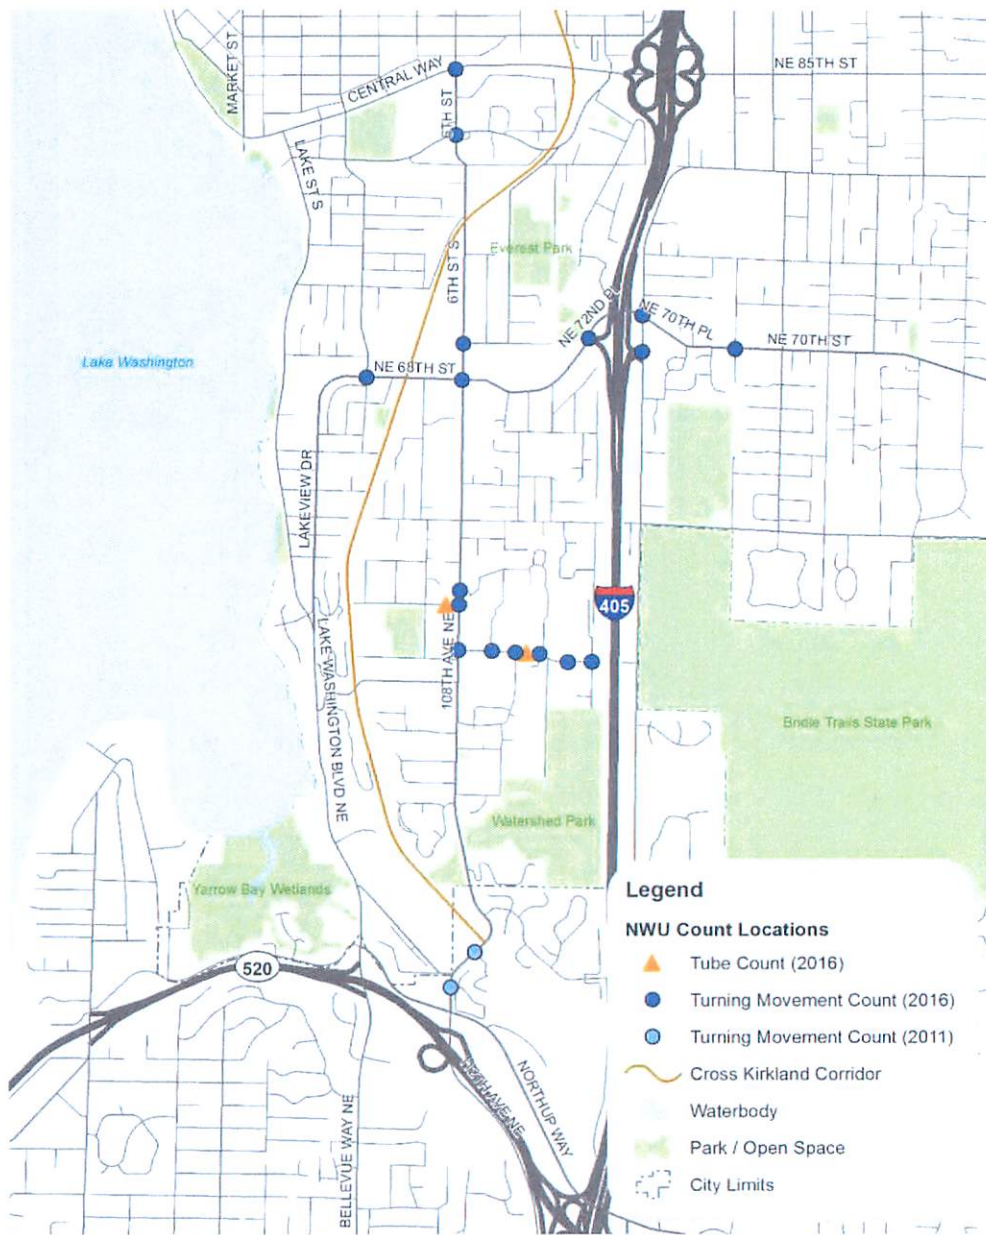 MARKET ST
CENTRAL WAY
NE 85TH ST
6TH ST
LAKE ST S
6TH ST S
Everest Park
NE 72ND PL
NE 70TH PL
NE 70TH ST
Lake Washington
NE 68TH ST
LAKEVIEW DR
405
108TH AVE NE
LAKE WASHINGTON BLVD NE
Bridle Trails State Park
Watershed Park
Yarrow Bay Wetlands
520
NORTHUP WAY
BELLEVUE WAY NE
Legend
NWU Count Locations
Tube Count (2016)
Turning Movement Count (2016)
Turning Movement Count (2011)
Cross Kirkland Corridor
Waterbody
Park / Open Space
City Limits